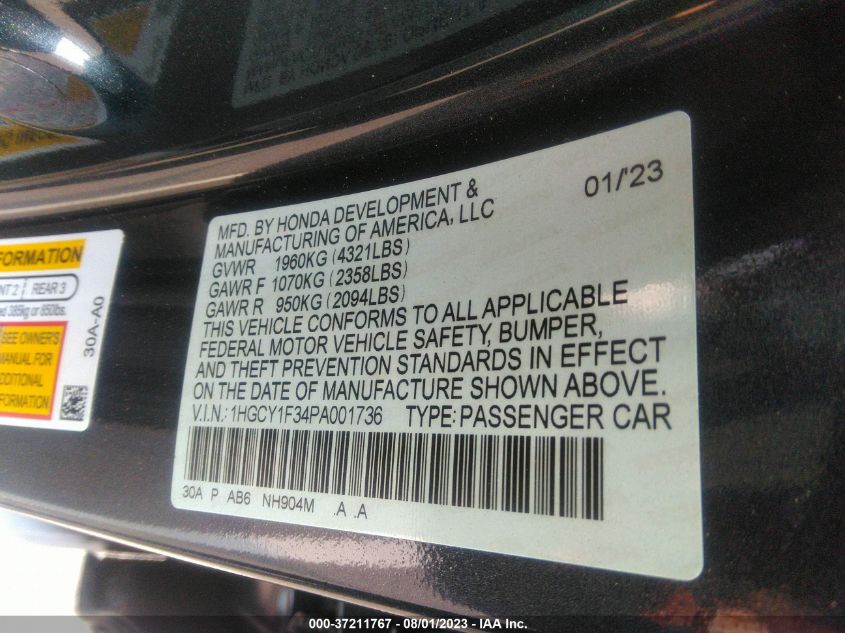 01/'23
MFD. BY HONDA DEVELOPMENT &
MANUFACTURING OF AMERICA, LLC
GVWR 1960KG (4321LBS)
GAWR F 1070KG (2358LBS)
GAWR R 950KG (2094LBS)
THIS VEHICLE CONFORMS TO ALL APPLICABLE
FEDERAL MOTOR VEHICLE SAFETY, BUMPER,
AND THEFT PREVENTION STANDARDS IN EFFECT
ON THE DATE OF MANUFACTURE SHOWN ABOVE.
V.I.N.: 1HGCY1F34PA001736 TYPE: PASSENGER CAR
30A P AB6 NH904M .A .A
REAR 3
385kg or 850lbs.
SEE OWNER'S
MANUAL FOR
ADDITIONAL
INFORMATION
30A-A0
000-37211767 - 08/01/2023 - IAA Inc.